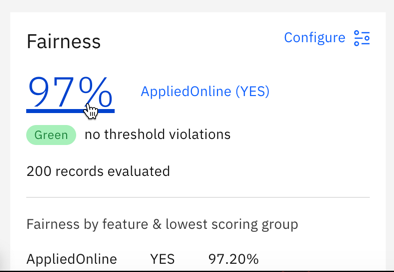 Fairness
Configure
97%
AppliedOnline (YES)
Green no threshold violations
200 records evaluated
Fairness by feature & lowest scoring group
AppliedOnline YES 97.20%